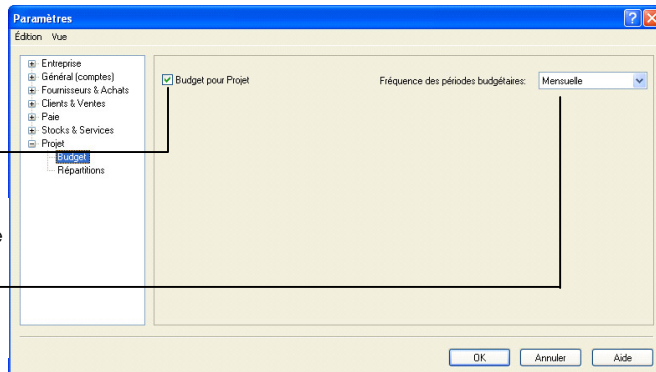 Paramètres
Édition Vue
Entreprise
Général (comptes)
Fournisseurs & Achats
Clients & Ventes
Paie
Stocks & Services
Projet
Budget
Répartitions
Budget pour Projet
Fréquence des périodes budgétaires: Mensuelle
e
OK Annuler Aide